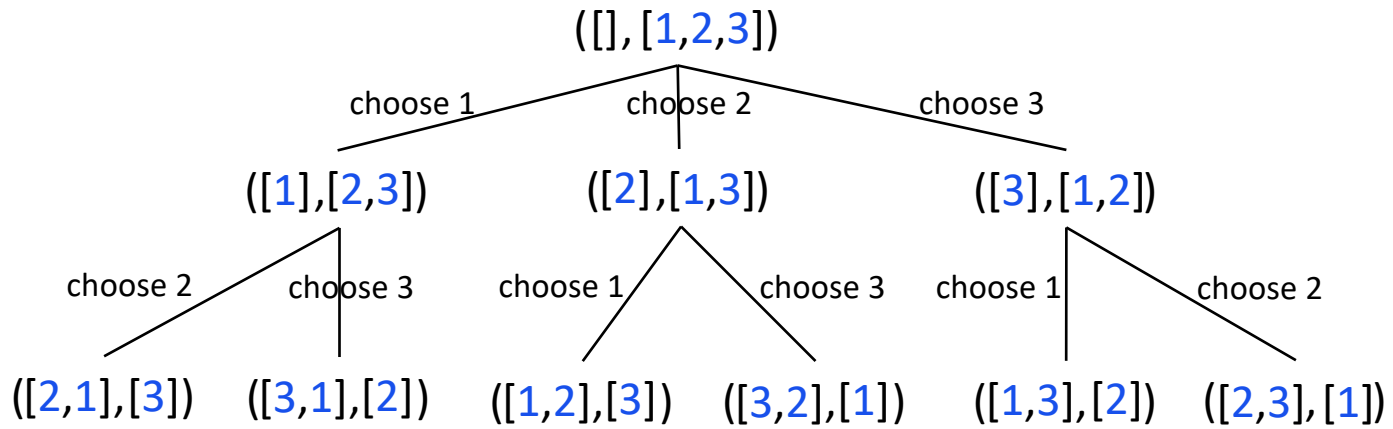 ([], [1,2,3])
choose 1 choose 2 choose 3
([1],[2,3]) ([2],[1,3]) ([3],[1,2])
choose 2 choose 3 choose 1 choose 3 choose 1 choose 2
([2,1],[3]) ([3,1],[2]) ([1,2],[3]) ([3,2],[1]) ([1,3],[2]) ([2,3],[1])